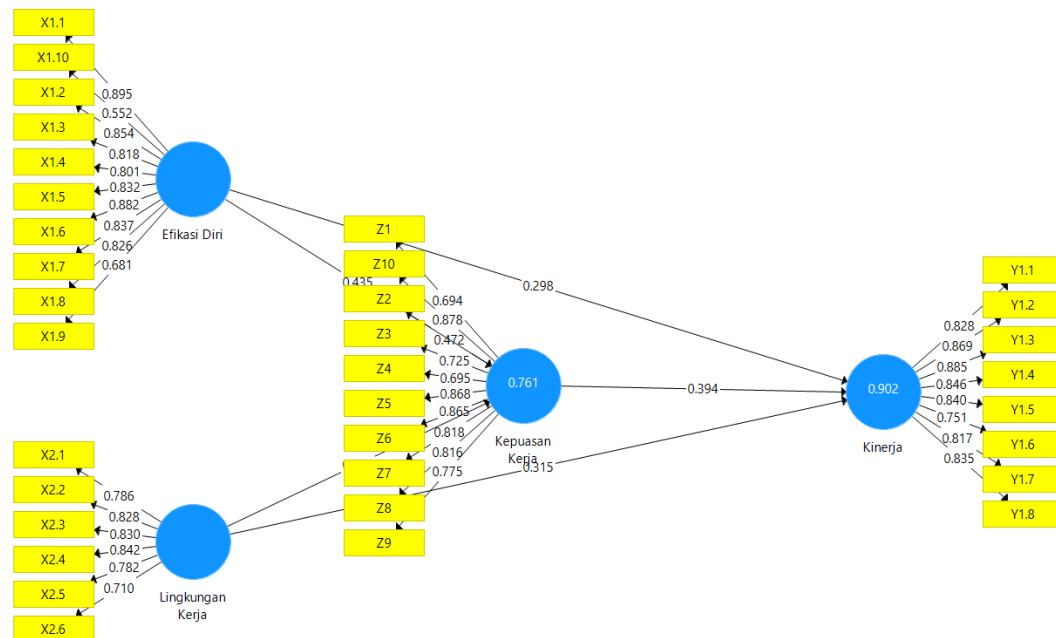 X1.1
X1.10
X1.2
X1.3
X1.4
X1.5
X1.6
X1.7
X1.8
X1.9
0.895
0.552
0.854
0.818
0.801
0.832
0.882
0.837
0.826
0.681
Efikasi Diri
X2.1
X2.2
X2.3
X2.4
X2.5
X2.6
0.786
0.828
0.830
0.842
0.782
0.710
Lingkungan
Kerja
0.435
0.298
0.315
Z1
Z10
Z2
Z3
Z4
Z5
Z6
Z7
Z8
Z9
0.694
0.878
0.472
0.725
0.695
0.868
0.865
0.818
0.816
0.775
0.761
Kepuasan
Kerja
0.394
0.902
Kinerja
0.828
0.869
0.885
0.846
0.840
0.751
0.817
0.835
Y1.1
Y1.2
Y1.3
Y1.4
Y1.5
Y1.6
Y1.7
Y1.8